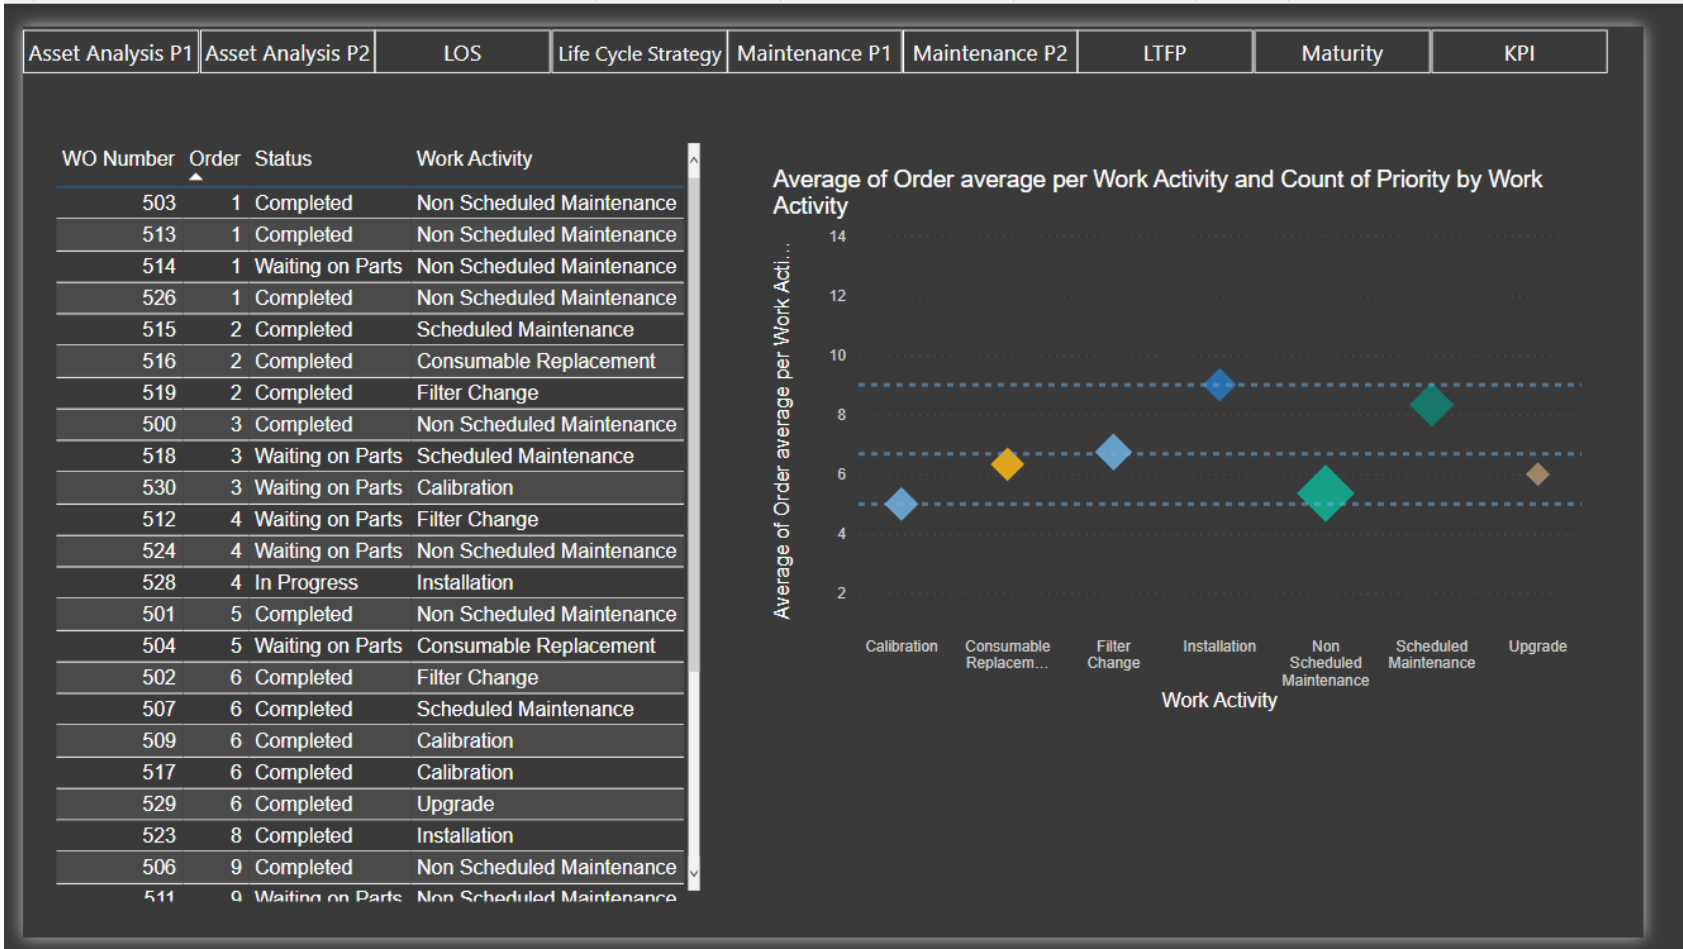 Asset Analysis P1 Asset Analysis P2 LOS Life Cycle Strategy Maintenance P1 Maintenance P2 LTFP Maturity KPI
WO Number Order Status Work Activity
503 1 Completed Non Scheduled Maintenance
513 1 Completed Non Scheduled Maintenance
514 1 Waiting on Parts Non Scheduled Maintenance
526 1 Completed Non Scheduled Maintenance
515 2 Completed Scheduled Maintenance
516 2 Completed Consumable Replacement
519 2 Completed Filter Change
500 3 Completed Non Scheduled Maintenance
518 3 Waiting on Parts Scheduled Maintenance
530 3 Waiting on Parts Calibration
512 4 Waiting on Parts Filter Change
524 4 Waiting on Parts Non Scheduled Maintenance
528 4 In Progress Installation
501 5 Completed Non Scheduled Maintenance
504 5 Waiting on Parts Consumable Replacement
502 6 Completed Filter Change
507 6 Completed Scheduled Maintenance
509 6 Completed Calibration
517 6 Completed Calibration
529 6 Completed Upgrade
523 8 Completed Installation
506 9 Completed Non Scheduled Maintenance
511 9 Waiting on Parts Non Scheduled Maintenance
Average of Order average per Work Activity and Count of Priority by Work
Activity
Average of Order average per Work Acti...
14
12
10
8
6
4
2
Calibration
Consumable
Replacem...
Filter
Change
Installation
Non
Scheduled
Maintenance
Scheduled
Maintenance
Upgrade
Work Activity